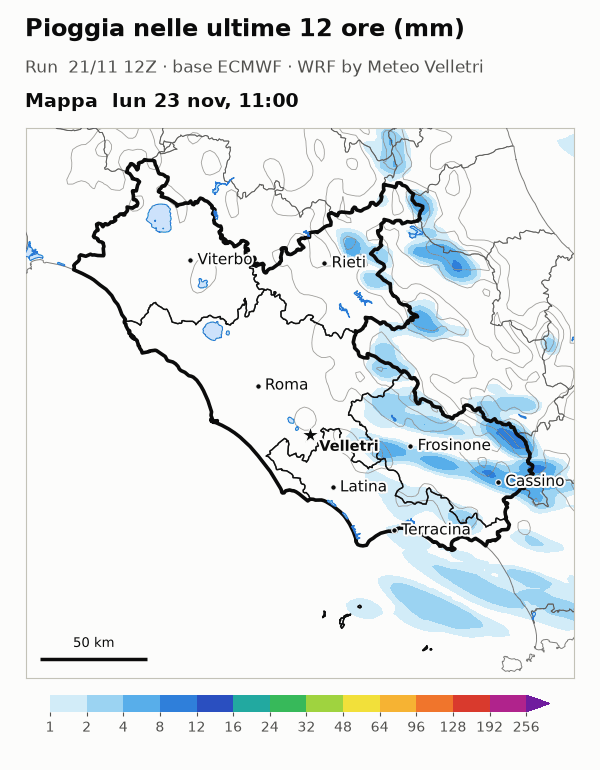 Pioggia nelle ultime 12 ore (mm)
Run  21/11 12Z · base ECMWF · WRF by Meteo Velletri
Mappa  lun 23 nov, 11:00
Viterbo
Rieti
Roma
Velletri
Frosinone
Cassino
Latina
Terracina
50 km
1 2 4 8 12 16 24 32 48 64 96 128 192 256